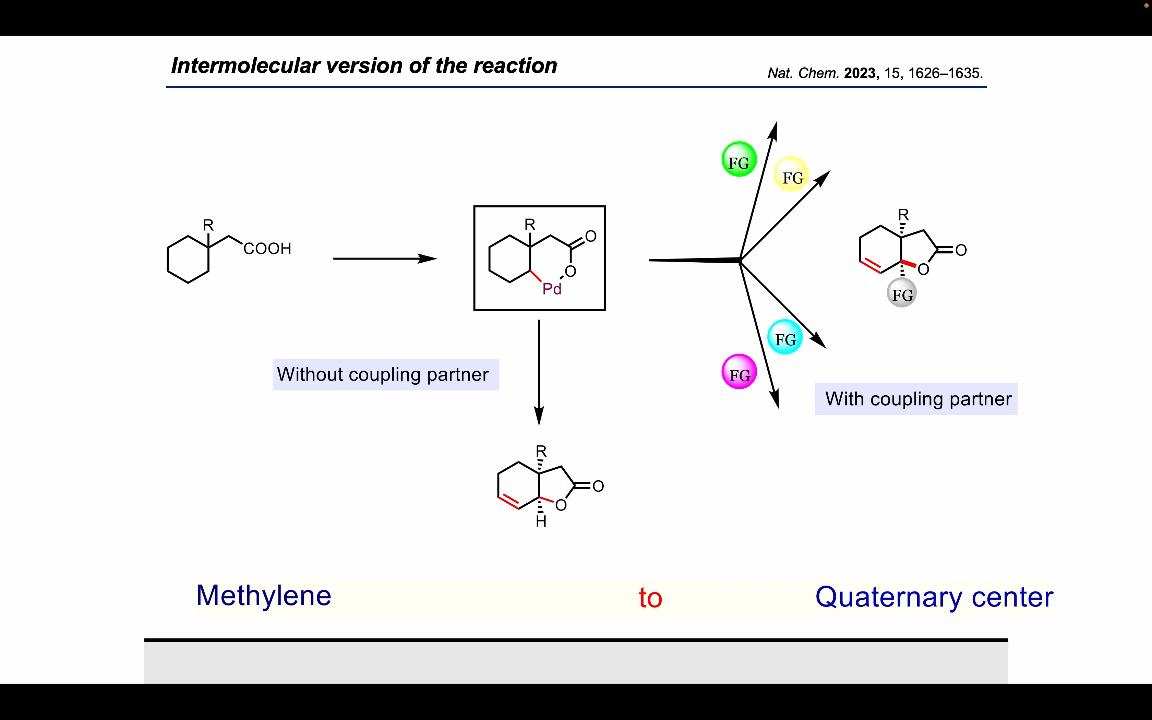 Intermolecular version of the reaction
Nat. Chem. 2023, 15, 1626–1635.
R
COOH
R
O
O
Pd
FG
FG
FG
FG
R
O
O
FG
Without coupling partner
With coupling partner
R
O
O
H
Methylene to Quaternary center